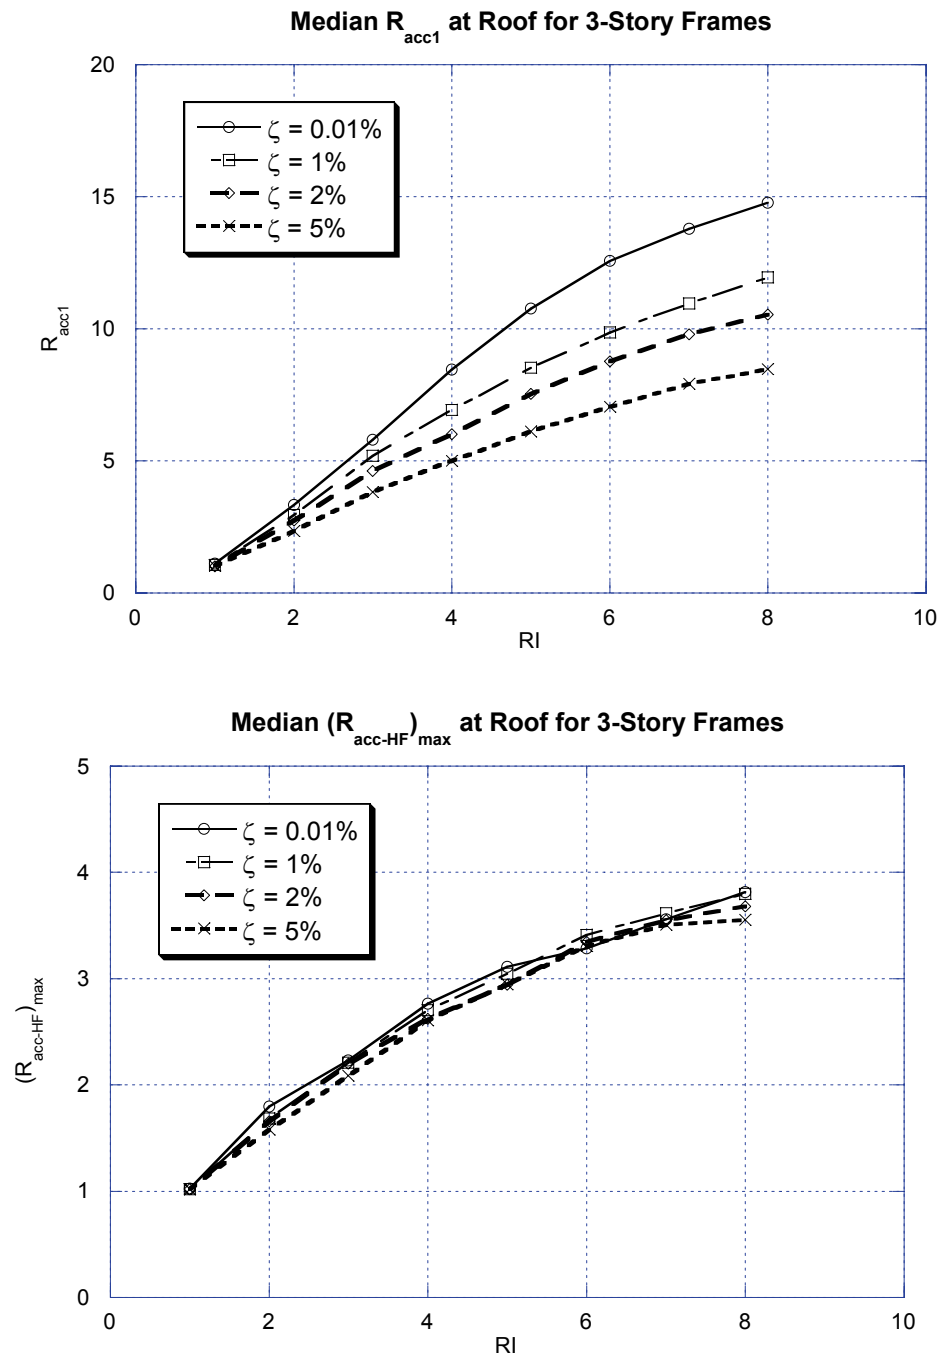 Median R_acc1 at Roof for 3-Story Frames
20
ζ = 0.01%
ζ = 1%
ζ = 2%
ζ = 5%
15
10
5
0
R_acc1
0 2 4 6 8 10
RI
Median (R_acc-HF)_max at Roof for 3-Story Frames
5
ζ = 0.01%
ζ = 1%
ζ = 2%
ζ = 5%
4
3
2
1
0
(R_acc-HF)_max
0 2 4 6 8 10
RI